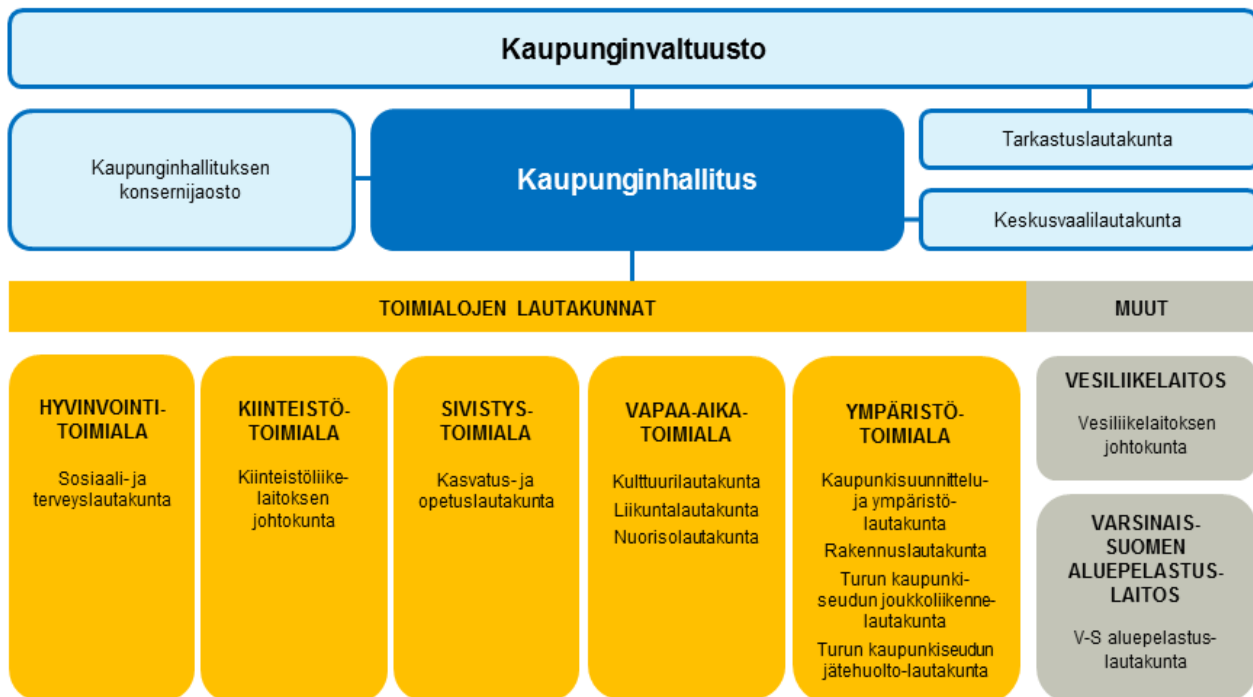 Kaupunginvaltuusto
Kaupunginhallituksen
konsernijaosto
Kaupunginhallitus
Tarkastuslautakunta
Keskusvaalilautakunta
TOIMIALOJEN LAUTAKUNNAT
MUUT
HYVINVOINTI-
TOIMIALA
Sosiaali- ja
terveyslautakunta
KIINTEISTÖ-
TOIMIALA
Kiinteistöliike-
laitoksen
johtokunta
SIVISTYS-
TOIMIALA
Kasvatus- ja
opetuslautakunta
VAPAA-AIKA-
TOIMIALA
Kulttuurilautakunta
Liikuntalautakunta
Nuorisolautakunta
YMPÄRISTÖ-
TOIMIALA
Kaupunkisuunnittelu-
ja ympäristö-
lautakunta
Rakennuslautakunta
Turun kaupunki-
seudun joukkoliikenne-
lautakunta
Turun kaupunkiseudun
jätehuolto-lautakunta
VESILIIKELAITOS
Vesiliikelaitoksen
johtokunta
VARSINAIS-
SUOMEN
ALUEPELASTUS-
LAITOS
V-S aluepelastus-
lautakunta